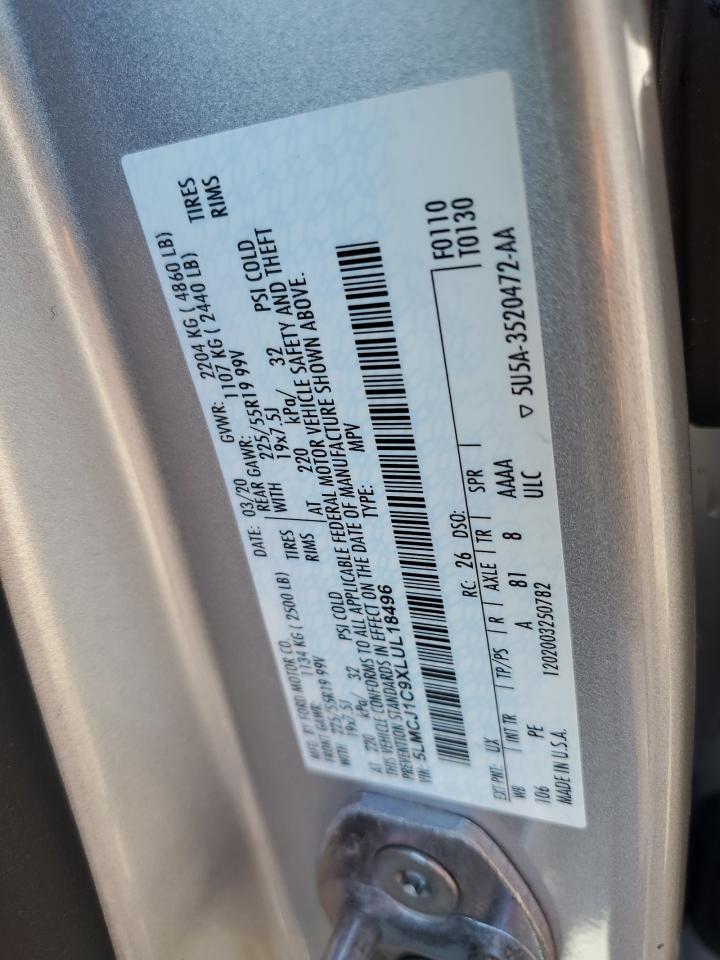 MFD. BY FORD MOTOR CO. DATE: 03/20 GVWR: 2204 KG ( 4860 LB)
FRONT GAWR: 1134 KG ( 2500 LB) REAR GAWR: 1107 KG ( 2440 LB)
WITH 225/55R19 99V TIRES WITH 225/55R19 99V TIRES
19x7.5J RIMS 19x7.5J RIMS
AT 220 kPa/ 32 PSI COLD AT 220 kPa/ 32 PSI COLD
THIS VEHICLE CONFORMS TO ALL APPLICABLE FEDERAL MOTOR VEHICLE SAFETY AND THEFT
PREVENTION STANDARDS IN EFFECT ON THE DATE OF MANUFACTURE SHOWN ABOVE.
VIN: 5LMCJ1C9XLUL18496 TYPE: MPV
F0110
T0130
EXT PNT: UX RC: 26 DSO:
WB INT TR TP/PS R AXLE TR SPR
106 PE A 81 8 AAAA
MADE IN U.S.A. 1202003250782 ULC 5U5A-3520472-AA